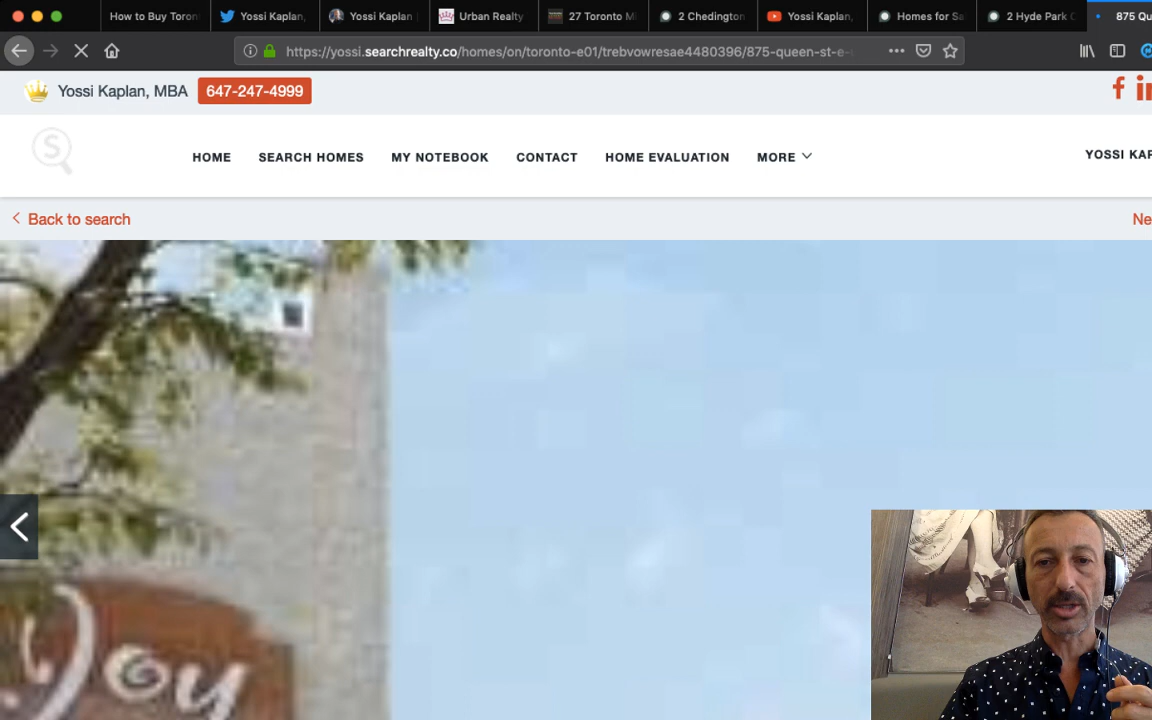 How to Buy Toron
Yossi Kaplan,
Yossi Kaplan
Urban Realty
27 Toronto Mi
2 Chedington
Yossi Kaplan,
Homes for Sa
2 Hyde Park C
875 Qu
https://yossi.searchrealty.co/homes/on/toronto-e01/trebvowresae4480396/875-queen-st-e-
Yossi Kaplan, MBA 647-247-4999
f in
S
HOME SEARCH HOMES MY NOTEBOOK CONTACT HOME EVALUATION MORE YOSSI KAP
Back to search
Ne
Joy